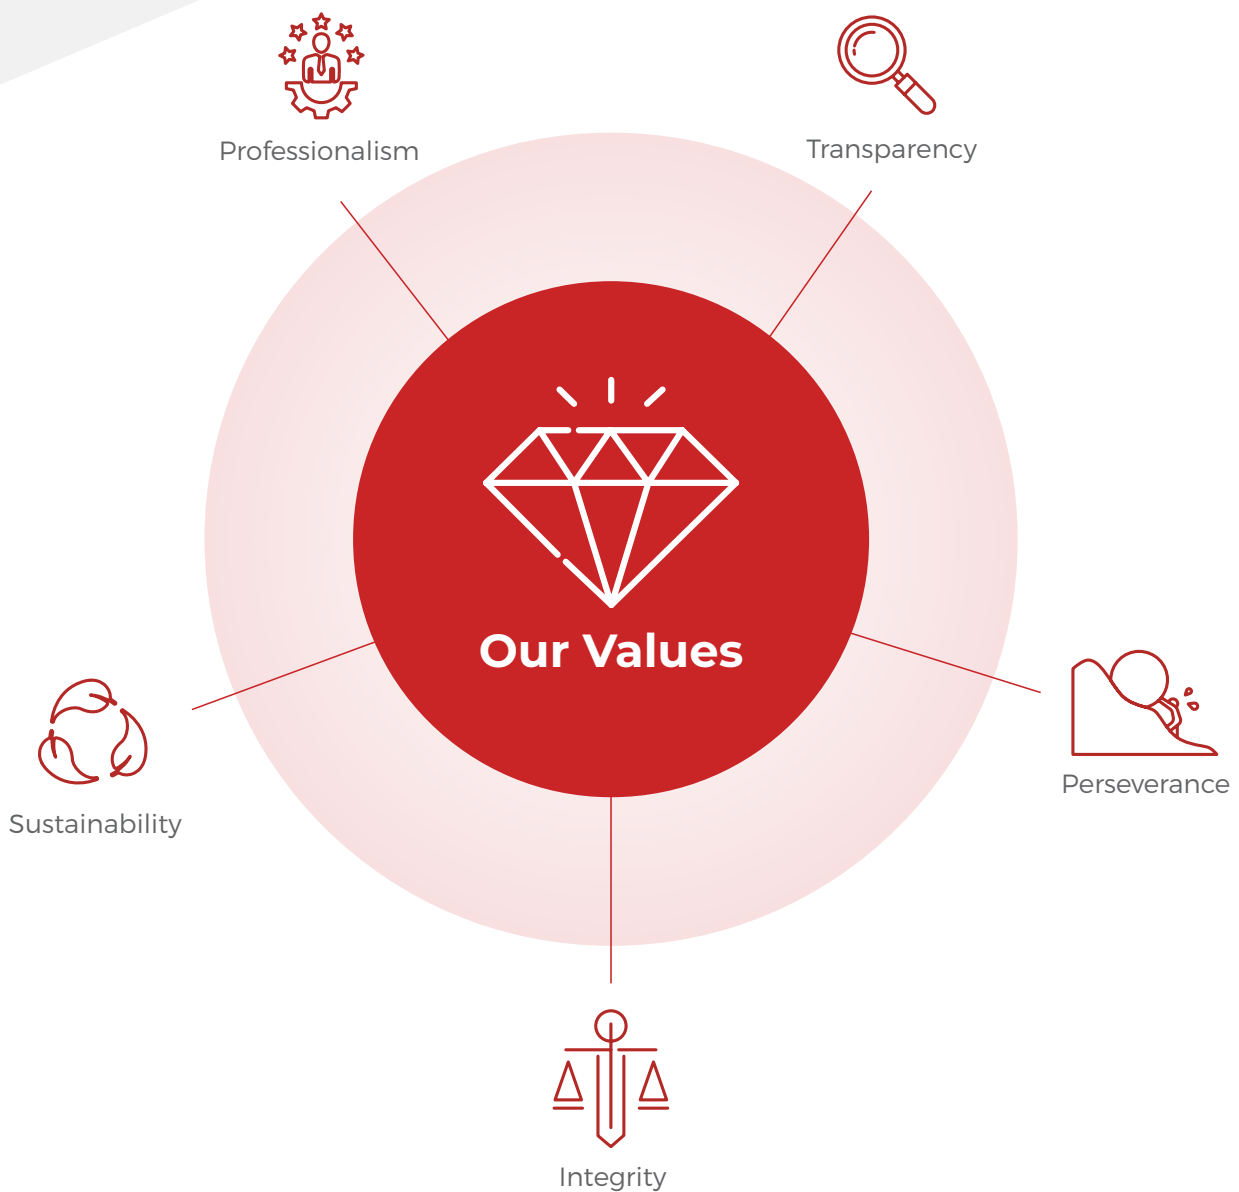 Professionalism
Transparency
Our Values
Perseverance
Sustainability
Integrity